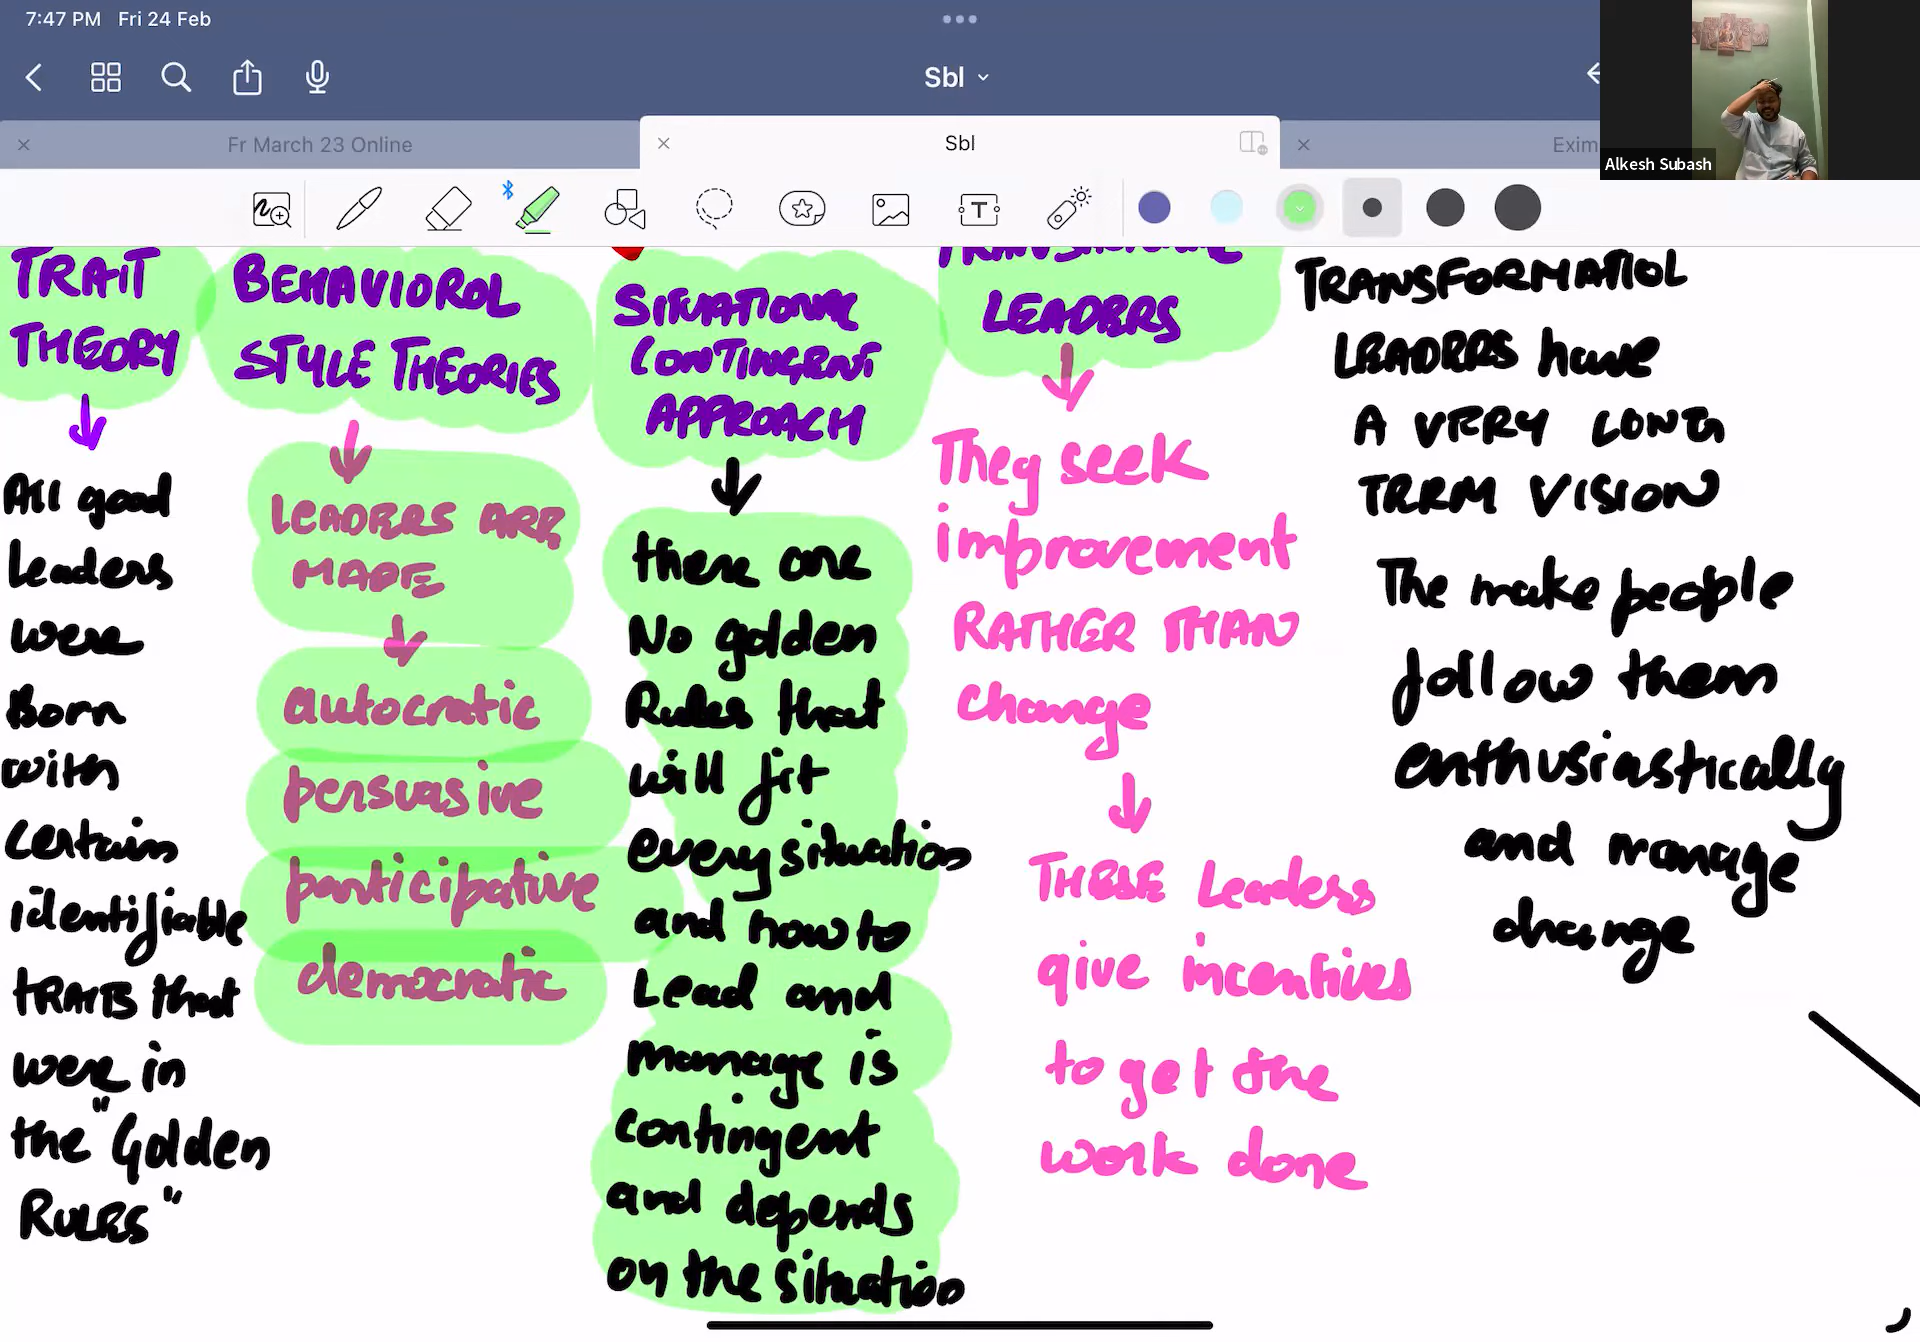 7:47 PM Fri 24 Feb
Sbl
Alkesh Subash
Fr March 23 Online
Sbl
Exim
TRAIT
THEORY
All good
Leaders
were
Born
with
certain
identifiable
TRAITS that
were in
the "Golden
RULES"
BEHAVIOROL
STYLE THEORIES
LEADERS ARE
MADE
autocratic
persuasive
participative
democratic
SITUATIONAL
CONTINGENT
APPROACH
there are
No golden
Rules that
will fit
every situation
and how to
Lead and
manage is
contingent
and depends
on the situation
LEADERS
They seek
improvement
RATHER THAN
change
THESE Leaders
give incentives
to get the
work done
TRANSFORMATIOL
LEADERS have
A VERY LONG
TERM VISION
The make people
follow them
enthusiastically
and manage
change